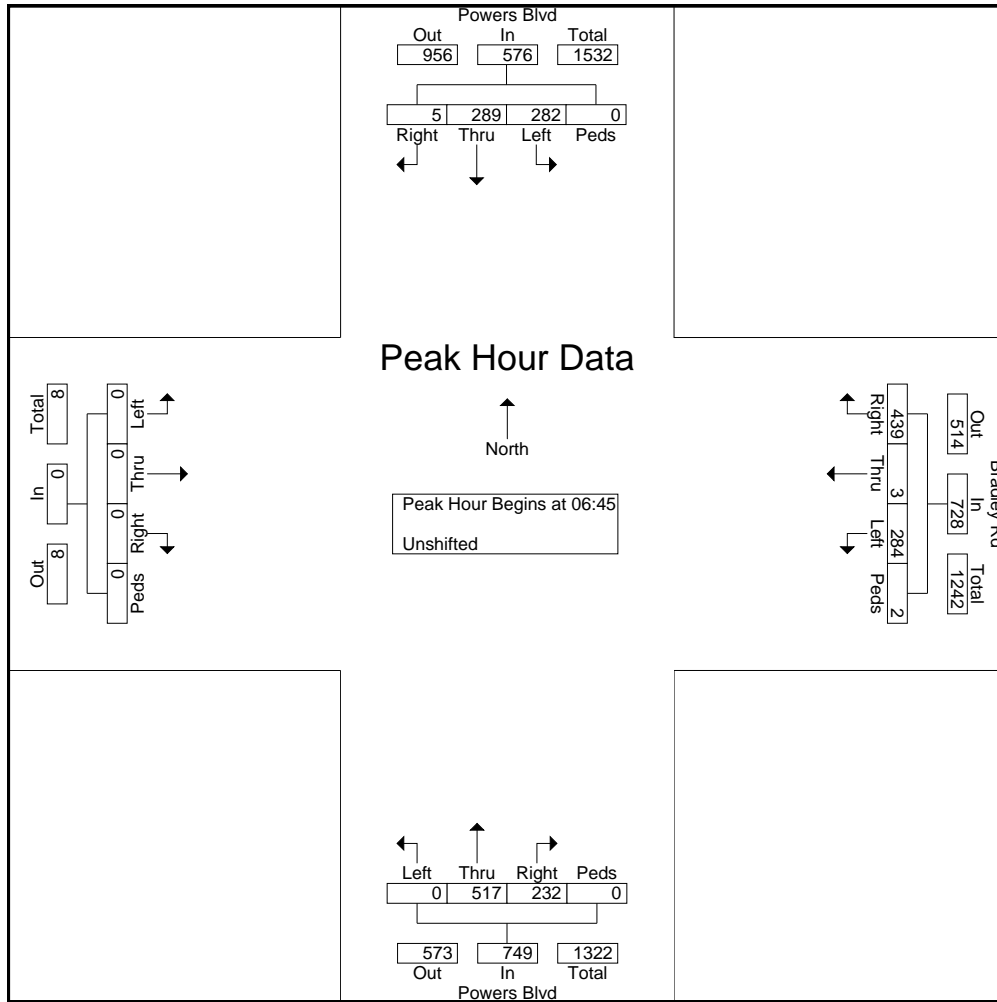 Powers Blvd
Out In Total
956 576 1532
5 289 282 0
Right Thru Left Peds
Peak Hour Data
North
Peak Hour Begins at 06:45
Unshifted
Left Thru Right Peds
0 0 0 0
Total In Out
8 0 8
Bradley Rd
Out In Total
514 728 1242
439 3 284 2
Right Thru Left Peds
Left Thru Right Peds
0 517 232 0
573 749 1322
Out In Total
Powers Blvd